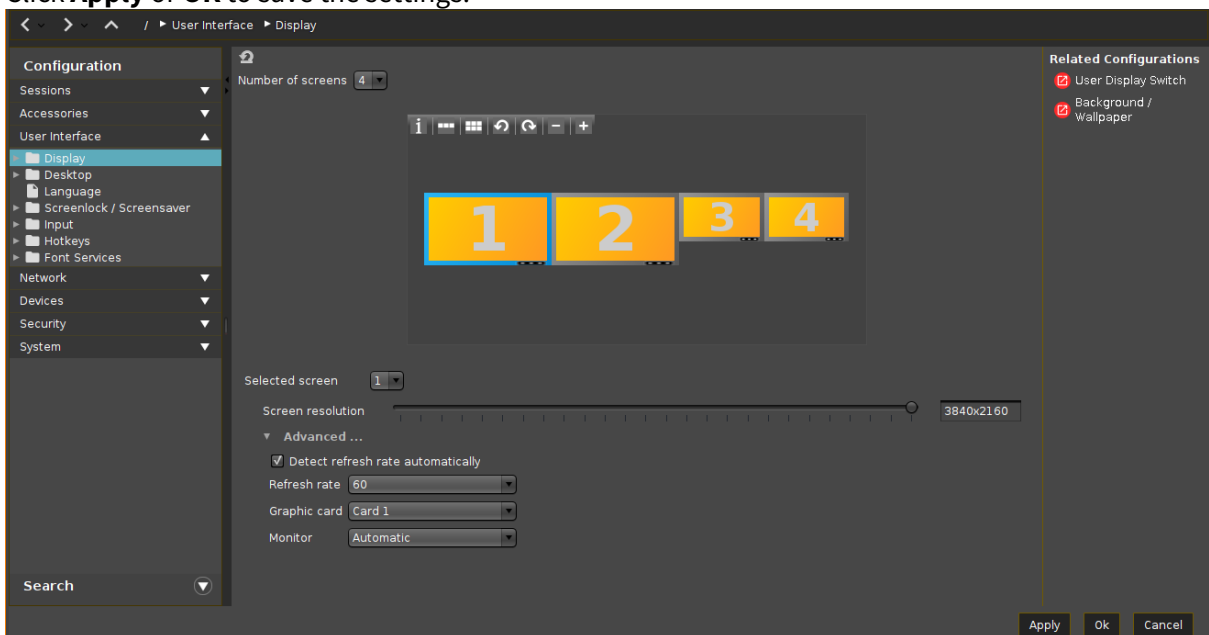 Click Apply or OK to save the settings.
/ User Interface Display
Configuration
Sessions
Accessories
User Interface
Display
Desktop
Language
Screenlock / Screensaver
Input
Hotkeys
Font Services
Network
Devices
Security
System
Search
Number of screens 4
i
1 2 3 4
Selected screen 1
Screen resolution 3840x2160
Advanced ...
Detect refresh rate automatically
Refresh rate 60
Graphic card Card 1
Monitor Automatic
Related Configurations
User Display Switch
Background /
Wallpaper
Apply Ok Cancel